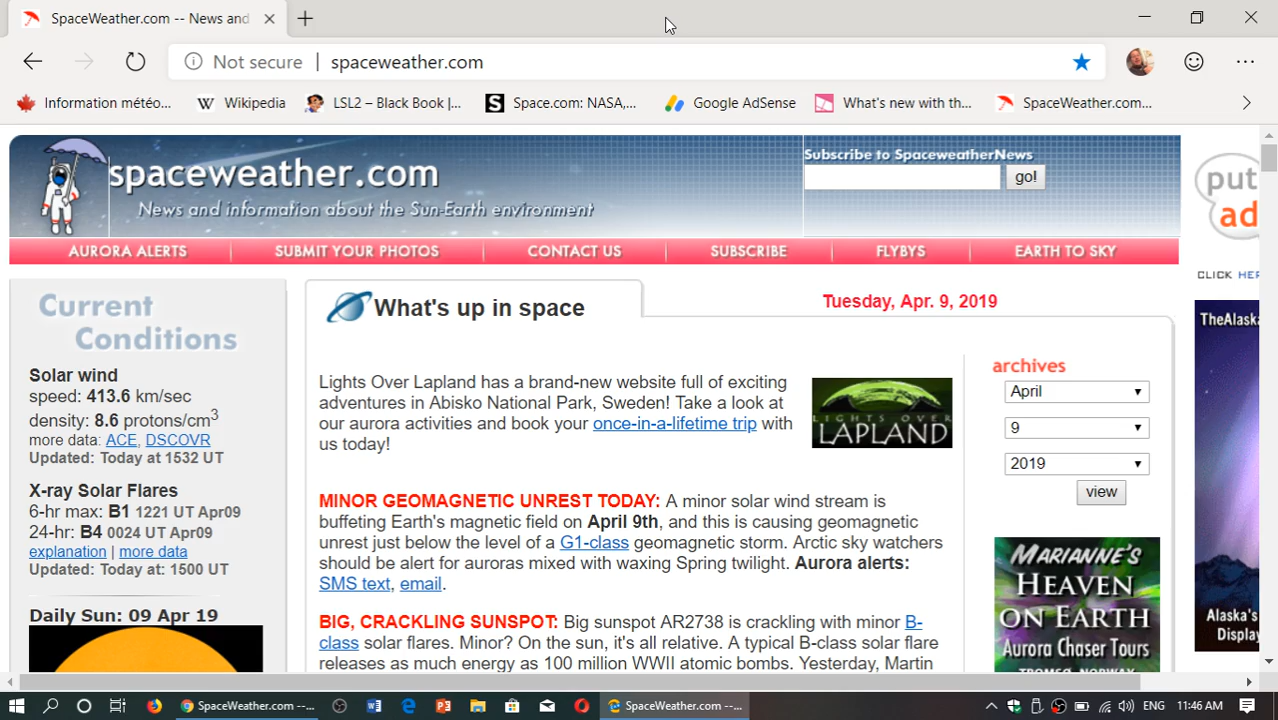 SpaceWeather.com -- News and
Not secure | spaceweather.com
Information météo...
Wikipedia
LSL2 – Black Book |...
Space.com: NASA,...
Google AdSense
What's new with th...
SpaceWeather.com...
spaceweather.com
News and information about the Sun-Earth environment
Subscribe to SpaceweatherNews
go!
AURORA ALERTS
SUBMIT YOUR PHOTOS
CONTACT US
SUBSCRIBE
FLYBYS
EARTH TO SKY
put
ad
CLICK HER
Current
Conditions
Solar wind
speed: 413.6 km/sec
density: 8.6 protons/cm3
more data: ACE, DSCOVR
Updated: Today at 1532 UT
X-ray Solar Flares
6-hr max: B1 1221 UT Apr09
24-hr: B4 0024 UT Apr09
explanation | more data
Updated: Today at: 1500 UT
Daily Sun: 09 Apr 19
What's up in space
Tuesday, Apr. 9, 2019
Lights Over Lapland has a brand-new website full of exciting
adventures in Abisko National Park, Sweden! Take a look at
our aurora activities and book your once-in-a-lifetime trip with
us today!
LIGHTS OVER
LAPLAND
MINOR GEOMAGNETIC UNREST TODAY: A minor solar wind stream is
buffeting Earth's magnetic field on April 9th, and this is causing geomagnetic
unrest just below the level of a G1-class geomagnetic storm. Arctic sky watchers
should be alert for auroras mixed with waxing Spring twilight. Aurora alerts:
SMS text, email.
BIG, CRACKLING SUNSPOT: Big sunspot AR2738 is crackling with minor B-
class solar flares. Minor? On the sun, it's all relative. A typical B-class solar flare
releases as much energy as 100 million WWII atomic bombs. Yesterday, Martin
archives
April
9
2019
view
MARIANNE'S
HEAVEN
ON EARTH
Aurora Chaser Tours
TROMSØ, NORWAY
TheAlaska
Alaska's
Display
SpaceWeather.com --...
SpaceWeather.com --...
ENG
11:46 AM